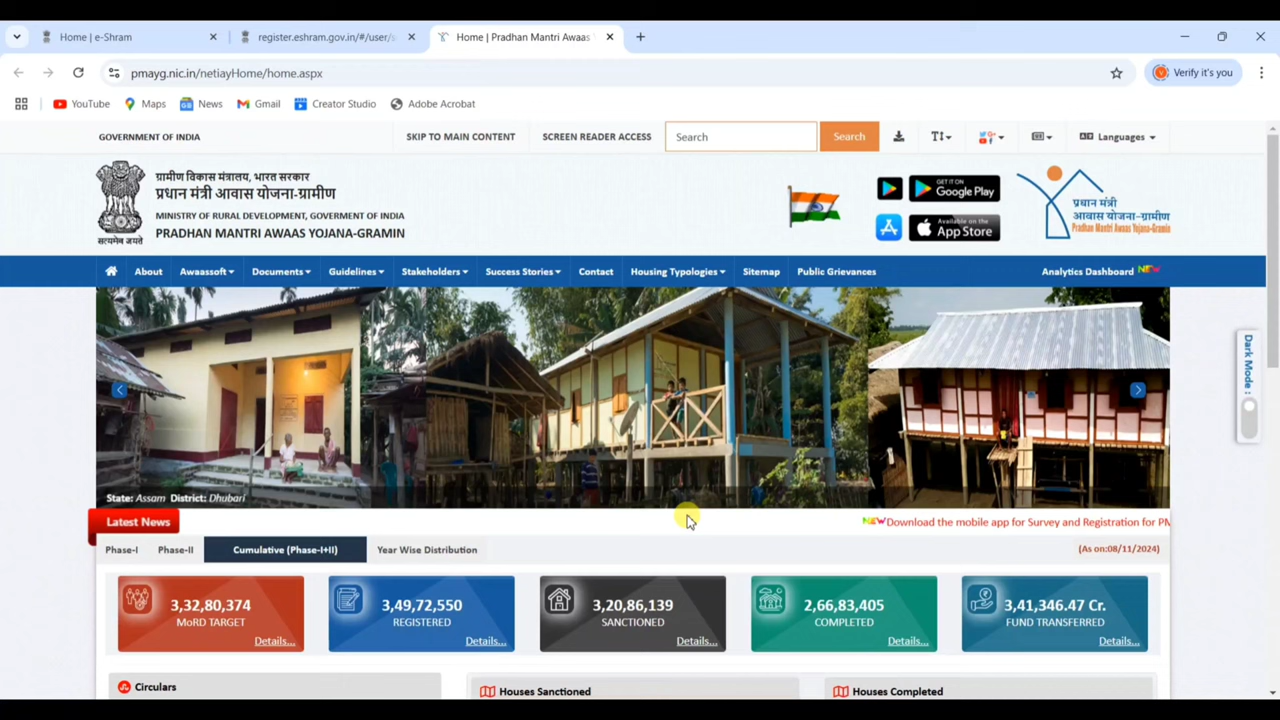 Home | e-Shram
register.eshram.gov.in/#/user/s
Home | Pradhan Mantri Awaas
pmayg.nic.in/netiayHome/home.aspx
Verify it's you
YouTube Maps News Gmail Creator Studio Adobe Acrobat
GOVERNMENT OF INDIA
SKIP TO MAIN CONTENT
SCREEN READER ACCESS
Search
Search
Languages
ग्रामीण विकास मंत्रालय, भारत सरकार
प्रधान मंत्री आवास योजना-ग्रामीण
MINISTRY OF RURAL DEVELOPMENT, GOVERMENT OF INDIA
PRADHAN MANTRI AWAAS YOJANA-GRAMIN
सत्यमेव जयते
GET IT ON
Google Play
Available on the
App Store
प्रधान मंत्री
आवास योजना-ग्रामीण
Pradhan Mantri Awaas Yojana-Gramin
About Awaassoft Documents Guidelines Stakeholders Success Stories Contact Housing Typologies Sitemap Public Grievances Analytics Dashboard NEW
Dark Mode :
State: Assam District: Dhubari
Latest News
NEW Download the mobile app for Survey and Registration for PM
Phase-I Phase-II Cumulative (Phase-I+II) Year Wise Distribution
(As on:08/11/2024)
3,32,80,374
MoRD TARGET
Details...
3,49,72,550
REGISTERED
Details...
3,20,86,139
SANCTIONED
Details...
2,66,83,405
COMPLETED
Details...
3,41,346.47 Cr.
FUND TRANSFERRED
Details...
Circulars
Houses Sanctioned
Houses Completed